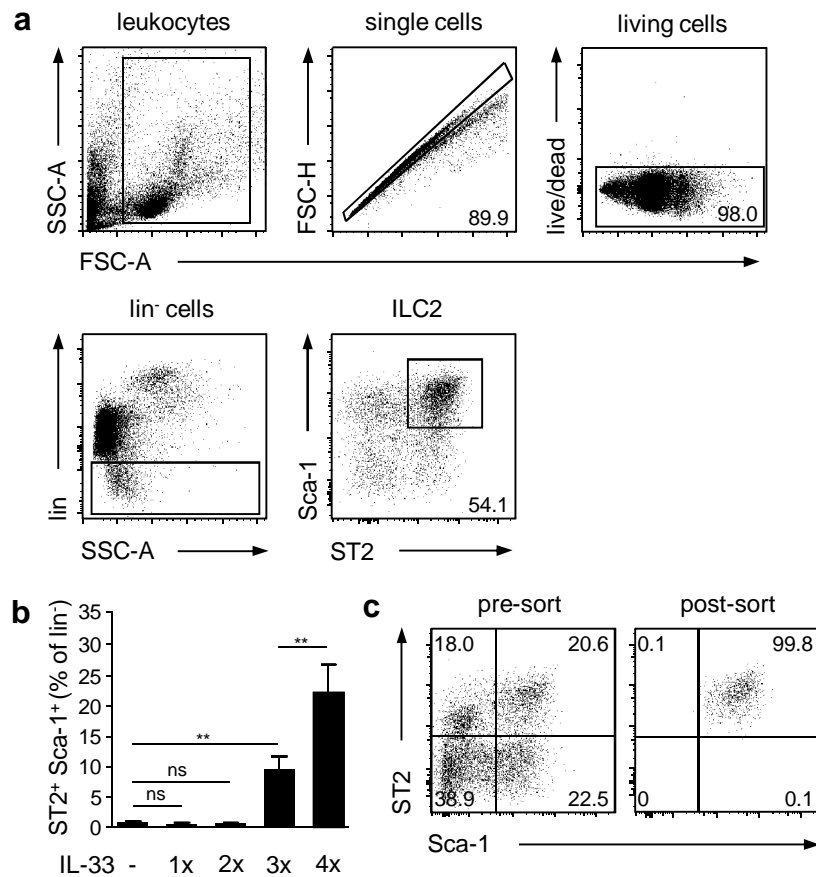 a
leukocytes
single cells
living cells
SSC-A
FSC-H
89.9
live/dead
98.0
FSC-A
lin⁻ cells
ILC2
lin
Sca-1
54.1
SSC-A
ST2
b
ST2⁺ Sca-1⁺ (% of lin⁻)
35
30
25
20
15
10
5
0
**
**
ns
ns
IL-33 - 1x 2x 3x 4x
c
pre-sort
post-sort
ST2
18.0 20.6
38.9 22.5
0.1 99.8
0 0.1
Sca-1